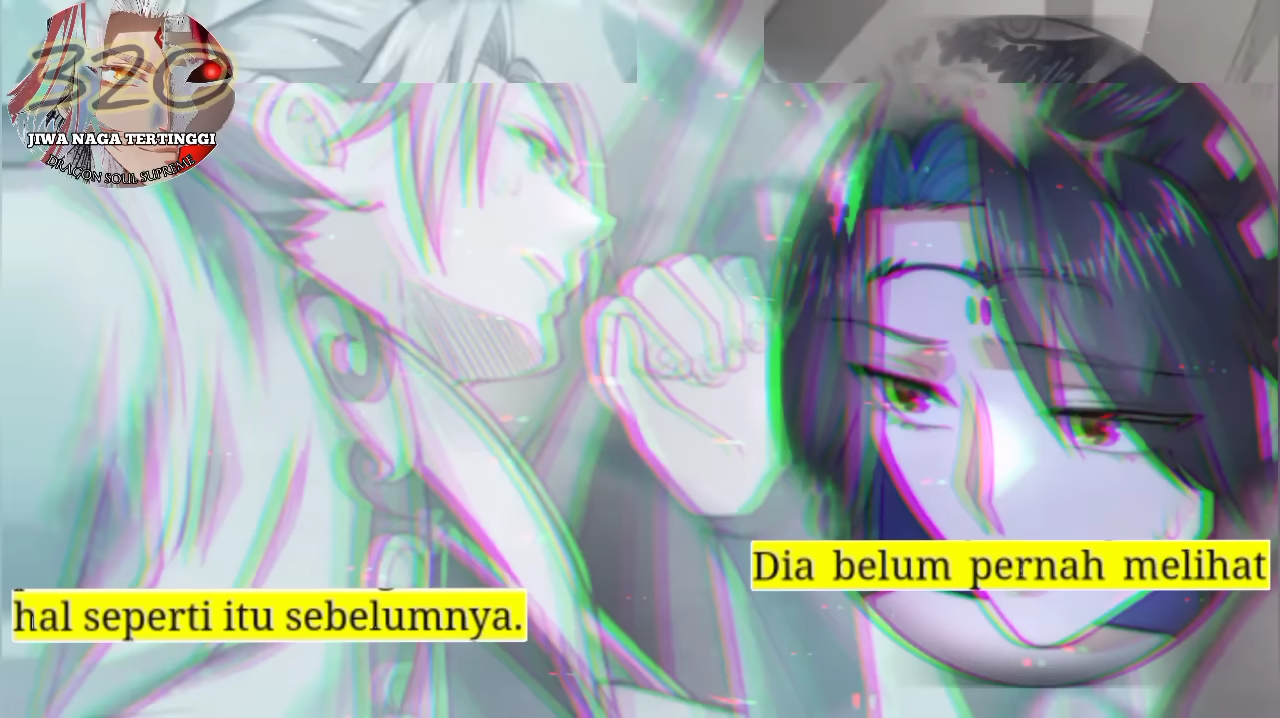 320
JIWA NAGA TERTINGGI
DRAGON SOUL SUPREME
Dia belum pernah melihat
hal seperti itu sebelumnya.